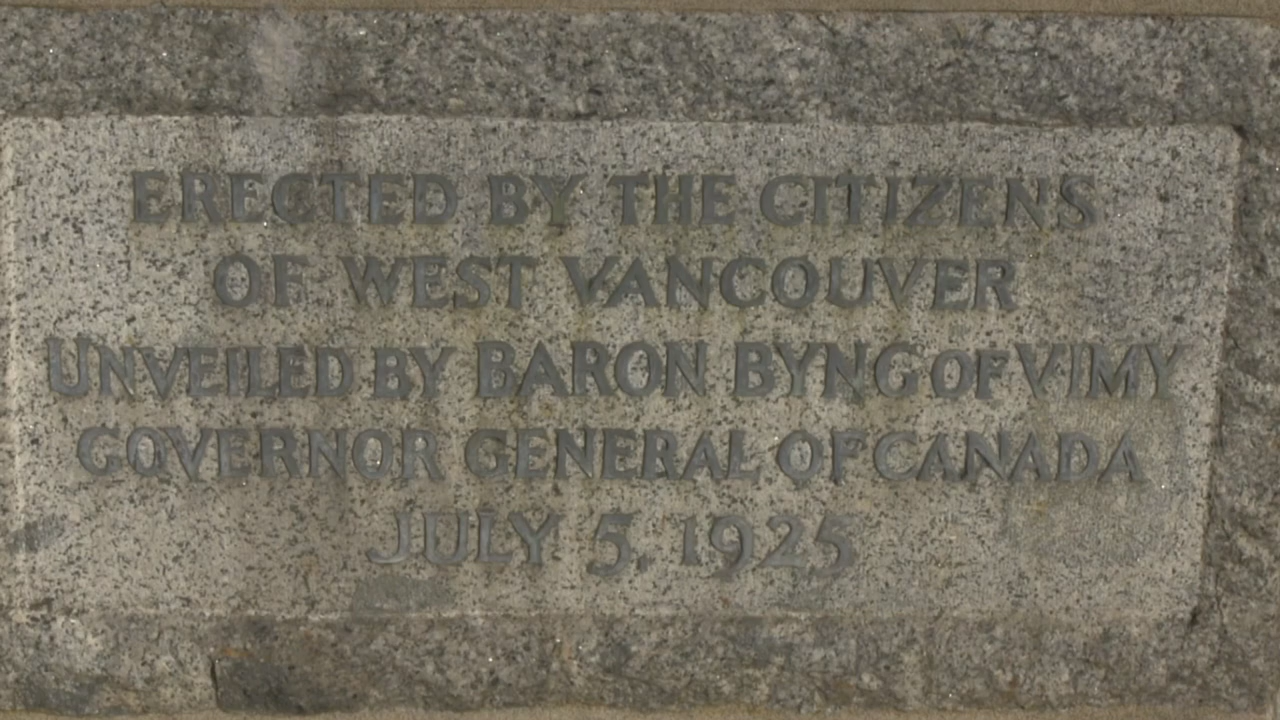 ERECTED BY THE CITIZENS
OF WEST VANCOUVER
UNVEILED BY BARON BYNG OF VIMY
GOVERNOR GENERAL OF CANADA
JULY 5, 1925